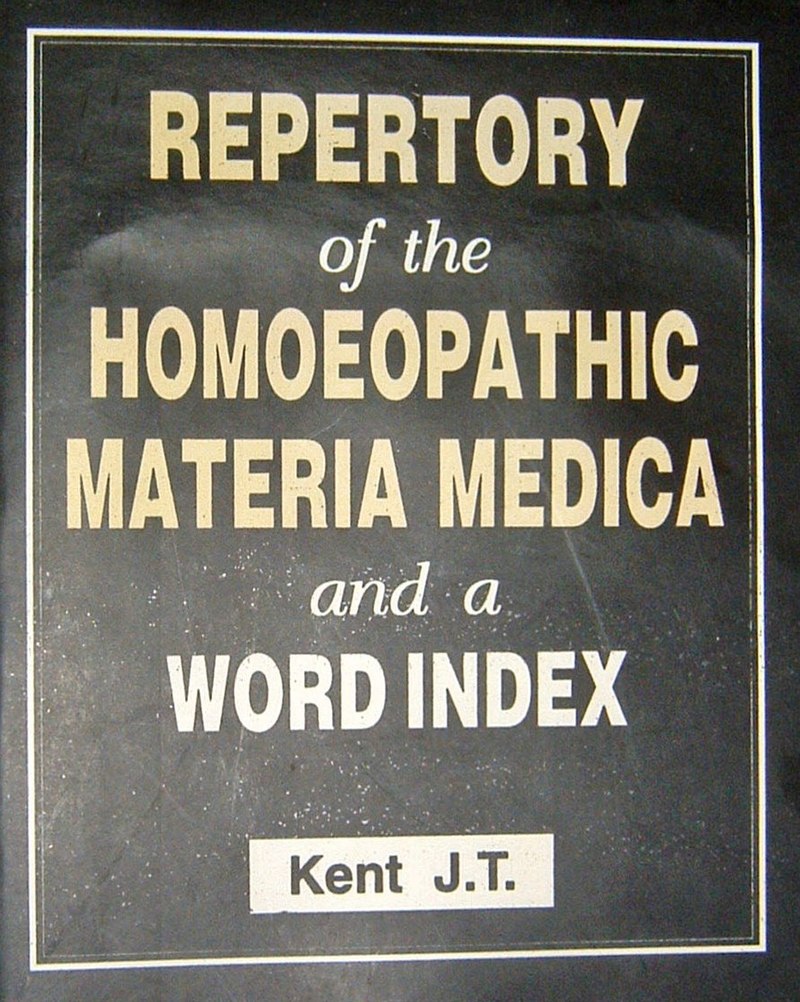 REPERTORY
of the
HOMOEOPATHIC
MATERIA MEDICA
and a
WORD INDEX
Kent J.T.